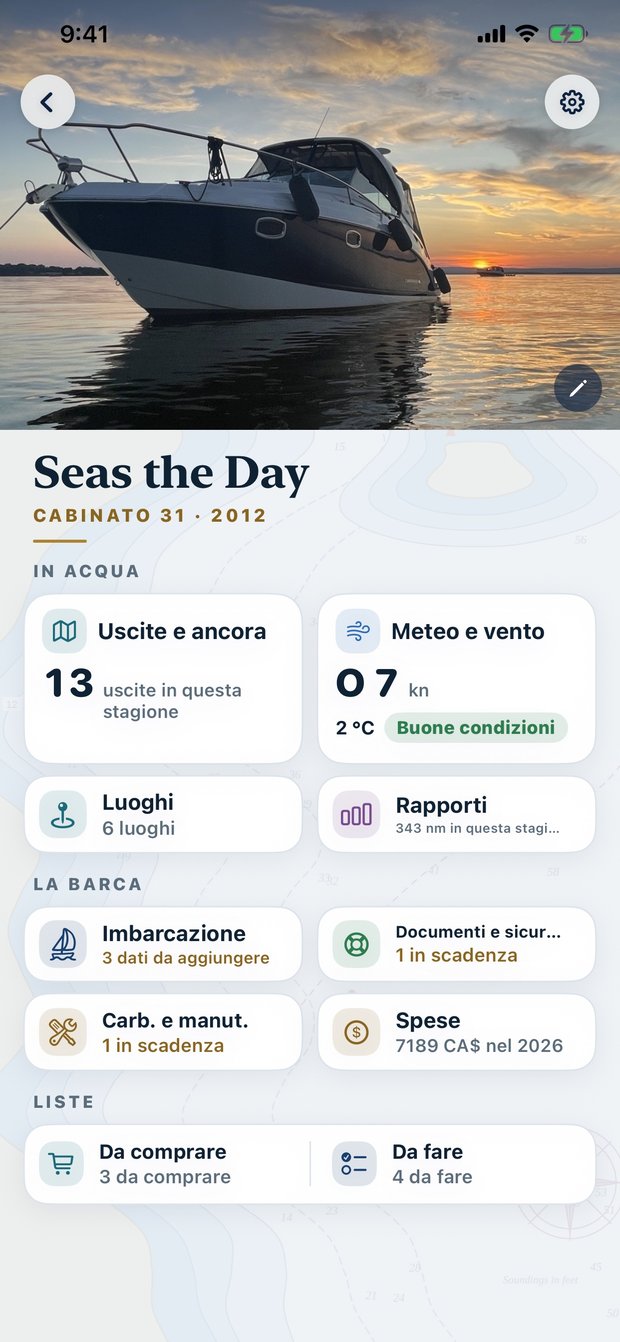 9:41
Seas the Day
CABINATO 31 · 2012
IN ACQUA
Uscite e ancora
13 uscite in questa
stagione
Meteo e vento
O 7 kn
2 °C Buone condizioni
Luoghi
6 luoghi
Rapporti
343 nm in questa stagi...
LA BARCA
Imbarcazione
3 dati da aggiungere
Documenti e sicur...
1 in scadenza
Carb. e manut.
1 in scadenza
Spese
7189 CA$ nel 2026
LISTE
Da comprare
3 da comprare
Da fare
4 da fare
Soundings in feet